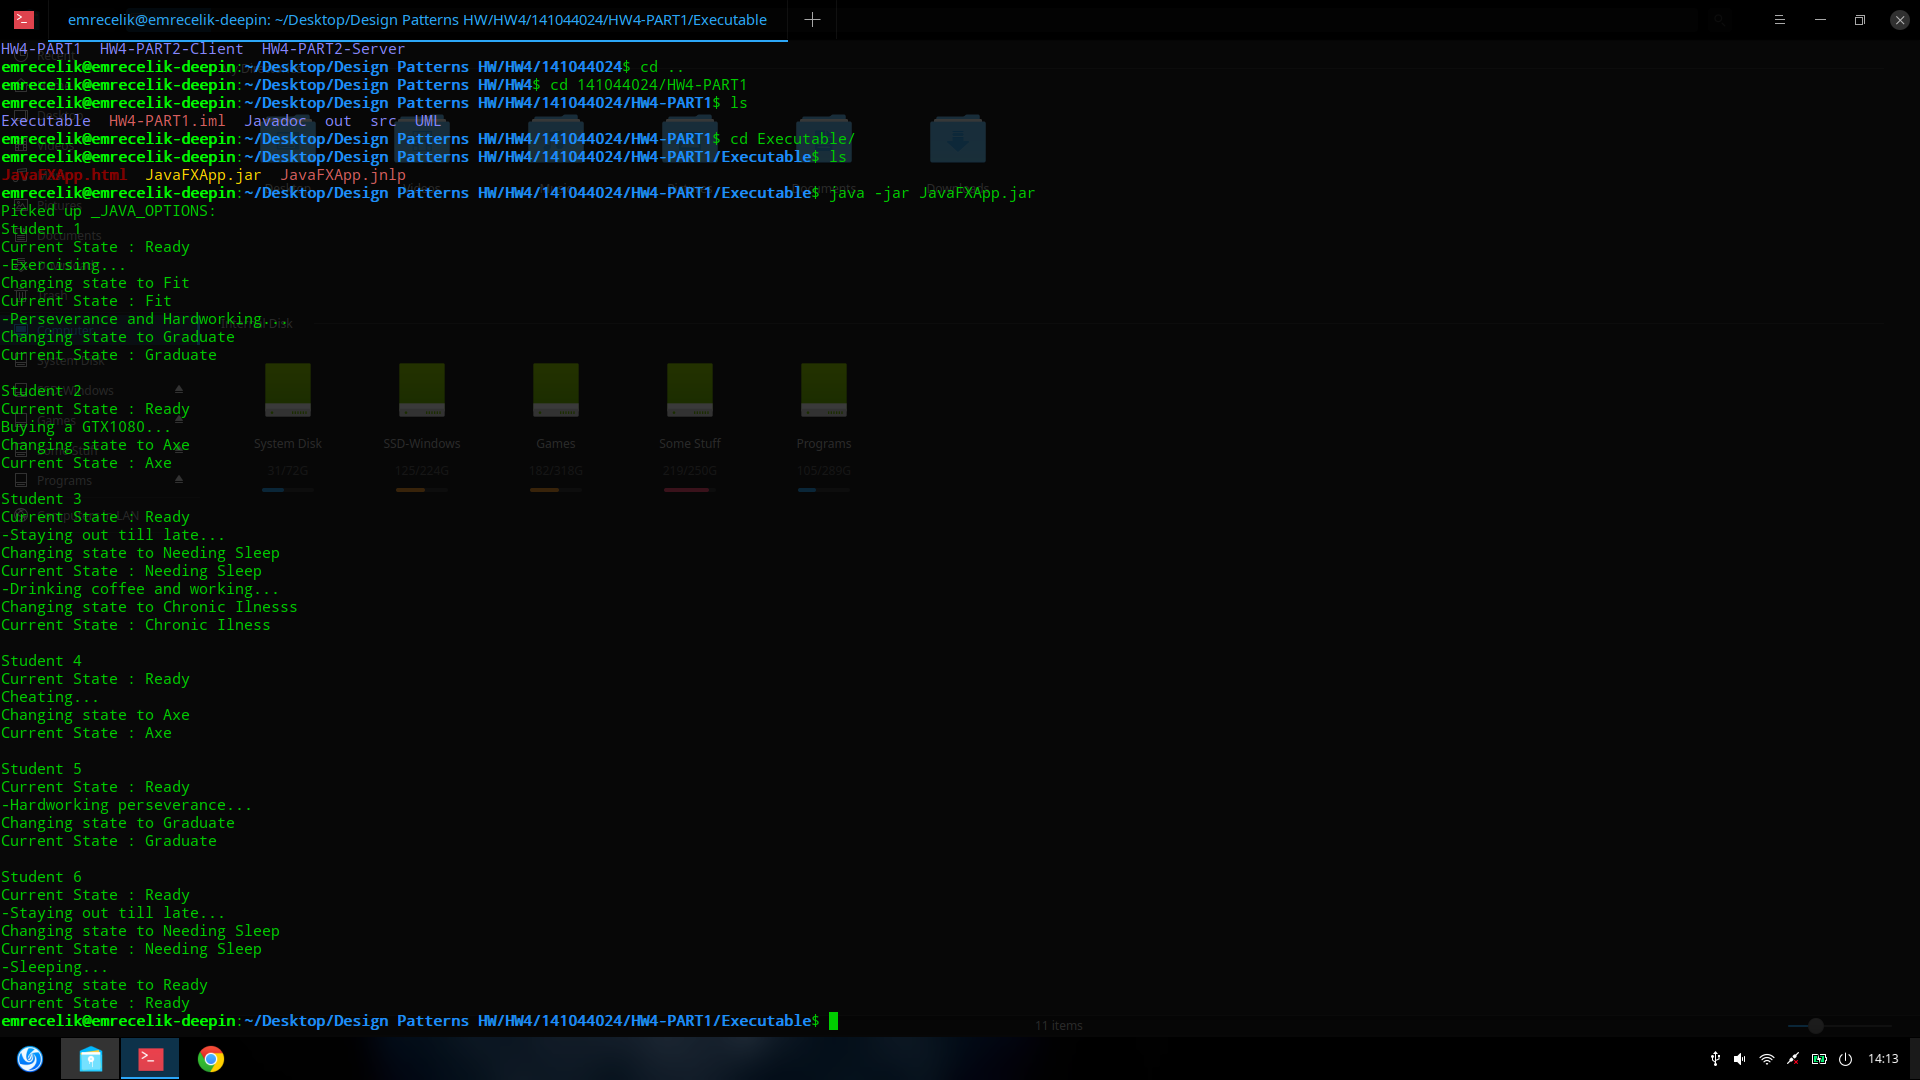 emrecelik@emrecelik-deepin: ~/Desktop/Design Patterns HW/HW4/141044024/HW4-PART1/Executable
HW4-PART1  HW4-PART2-Client  HW4-PART2-Server
emrecelik@emrecelik-deepin:~/Desktop/Design Patterns HW/HW4/141044024$ cd ..
emrecelik@emrecelik-deepin:~/Desktop/Design Patterns HW/HW4$ cd 141044024/HW4-PART1
emrecelik@emrecelik-deepin:~/Desktop/Design Patterns HW/HW4/141044024/HW4-PART1$ ls
Executable  HW4-PART1.iml  Javadoc  out  src  UML
emrecelik@emrecelik-deepin:~/Desktop/Design Patterns HW/HW4/141044024/HW4-PART1$ cd Executable/
emrecelik@emrecelik-deepin:~/Desktop/Design Patterns HW/HW4/141044024/HW4-PART1/Executable$ ls
JavaFXApp.html  JavaFXApp.jar  JavaFXApp.jnlp
emrecelik@emrecelik-deepin:~/Desktop/Design Patterns HW/HW4/141044024/HW4-PART1/Executable$ java -jar JavaFXApp.jar
Picked up _JAVA_OPTIONS:
Student 1
Current State : Ready
-Exercising...
Changing state to Fit
Current State : Fit
-Perseverance and Hardworking...
Changing state to Graduate
Current State : Graduate
Student 2
Current State : Ready
Buying a GTX1080...
Changing state to Axe
Current State : Axe
Student 3
Current State : Ready
-Staying out till late...
Changing state to Needing Sleep
Current State : Needing Sleep
-Drinking coffee and working...
Changing state to Chronic Ilnesss
Current State : Chronic Ilness
Student 4
Current State : Ready
Cheating...
Changing state to Axe
Current State : Axe
Student 5
Current State : Ready
-Hardworking perseverance...
Changing state to Graduate
Current State : Graduate
Student 6
Current State : Ready
-Staying out till late...
Changing state to Needing Sleep
Current State : Needing Sleep
-Sleeping...
Changing state to Ready
Current State : Ready
emrecelik@emrecelik-deepin:~/Desktop/Design Patterns HW/HW4/141044024/HW4-PART1/Executable$
Pictures
Documents
System Disk
Programs
System Disk  SSD-Windows  Games  Some Stuff  Programs
31/72G  125/224G  182/318G  219/250G  105/289G
11 items
14:13